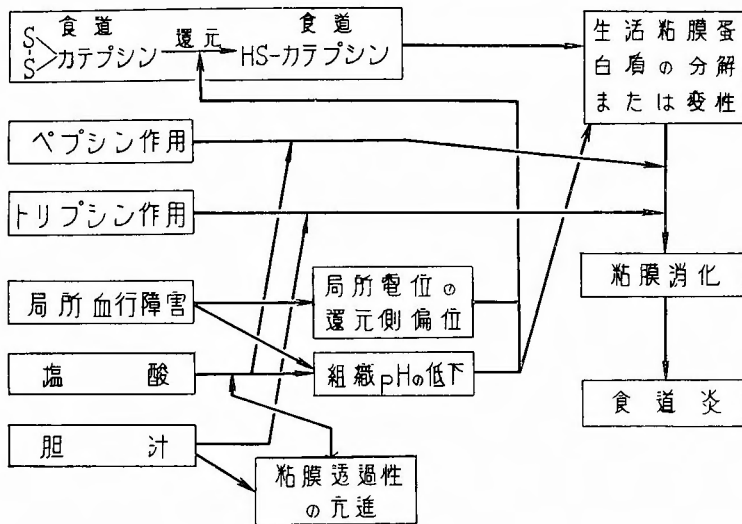 食道
S-S カテプシン
還元
食道
HS-カテプシン
生活粘膜蛋
白盾の分解
または変性
ペプシン作用
トリプシン作用
局所血行障害
塩酸
胆汁
局所電位の
還元側偏位
組織pHの低下
粘膜透過性
の亢進
粘膜消化
食道炎